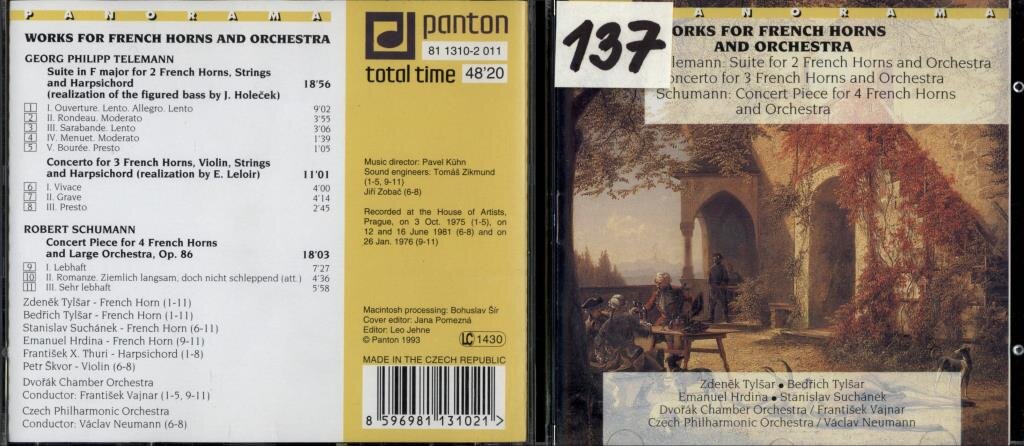 PANORAMA
WORKS FOR FRENCH HORNS AND ORCHESTRA
GEORG PHILIPP TELEMANN
Suite in F major for 2 French Horns, Strings
and Harpsichord 18'56
(realization of the figured bass by J. Holeček)
1 I. Ouverture. Lento. Allegro. Lento 9'02
2 II. Rondeau. Moderato 3'55
3 III. Sarabande. Lento 3'06
4 IV. Menuet. Moderato 1'39
5 V. Bourée. Presto 1'05
Concerto for 3 French Horns, Violin, Strings
and Harpsichord (realization by E. Leloir) 11'01
6 I. Vivace 4'00
7 II. Grave 4'14
8 III. Presto 2'45
ROBERT SCHUMANN
Concert Piece for 4 French Horns
and Large Orchestra, Op. 86 18'03
9 I. Lebhaft 7'27
10 II. Romanze. Ziemlich langsam, doch nicht schleppend (att.) 4'36
11 III. Sehr lebhaft 5'58
Zdeněk Tylšar - French Horn (1-11)
Bedřich Tylšar - French Horn (1-11)
Stanislav Suchánek - French Horn (6-11)
Emanuel Hrdina - French Horn (9-11)
František X. Thuri - Harpsichord (1-8)
Petr Škvor - Violin (6-8)
Dvořák Chamber Orchestra
Conductor: František Vajnar (1-5, 9-11)
Czech Philharmonic Orchestra
Conductor: Václav Neumann (6-8)
panton
81 1310-2 011
total time 48'20
Music director: Pavel Kühn
Sound engineers: Tomáš Zikmund
(1-5, 9-11)
Jiří Zobač (6-8)
Recorded at the House of Artists,
Prague, on 3 Oct. 1975 (1-5), on
12 and 16 June 1981 (6-8) and on
26 Jan. 1976 (9-11)
Macintosh processing: Bohuslav Šír
Cover editor: Jana Pomezná
Editor: Leo Jehne
© Panton 1993
LC 1430
MADE IN THE CZECH REPUBLIC
8 596981 131021 >
137
ANORAMA
ORKS FOR FRENCH HORNS
AND ORCHESTRA
lemann: Suite for 2 French Horns and Orchestra
oncerto for 3 French Horns and Orchestra
Schumann: Concert Piece for 4 French Horns
and Orchestra
Zdeněk Tylšar • Bedřich Tylšar
Emanuel Hrdina • Stanislav Suchánek
Dvořák Chamber Orchestra / František Vajnar
Czech Philharmonic Orchestra / Václav Neumann